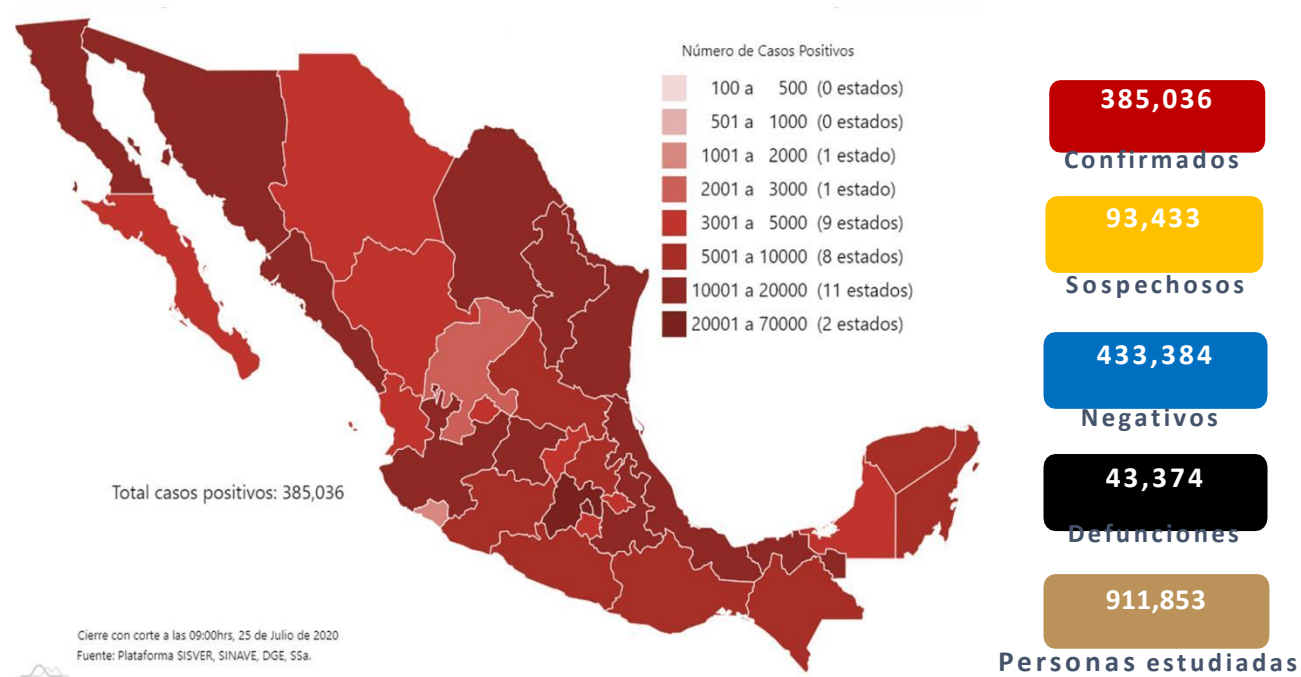 Número de Casos Positivos
100 a 500 (0 estados)
501 a 1000 (0 estados)
1001 a 2000 (1 estado)
2001 a 3000 (1 estado)
3001 a 5000 (9 estados)
5001 a 10000 (8 estados)
10001 a 20000 (11 estados)
20001 a 70000 (2 estados)
Total casos positivos: 385,036
Cierre con corte a las 09:00hrs, 25 de Julio de 2020
Fuente: Plataforma SISVER, SINAVE, DGE, SSa.
385,036
Confirmados
93,433
Sospechosos
433,384
Negativos
43,374
Defunciones
911,853
Personas estudiadas